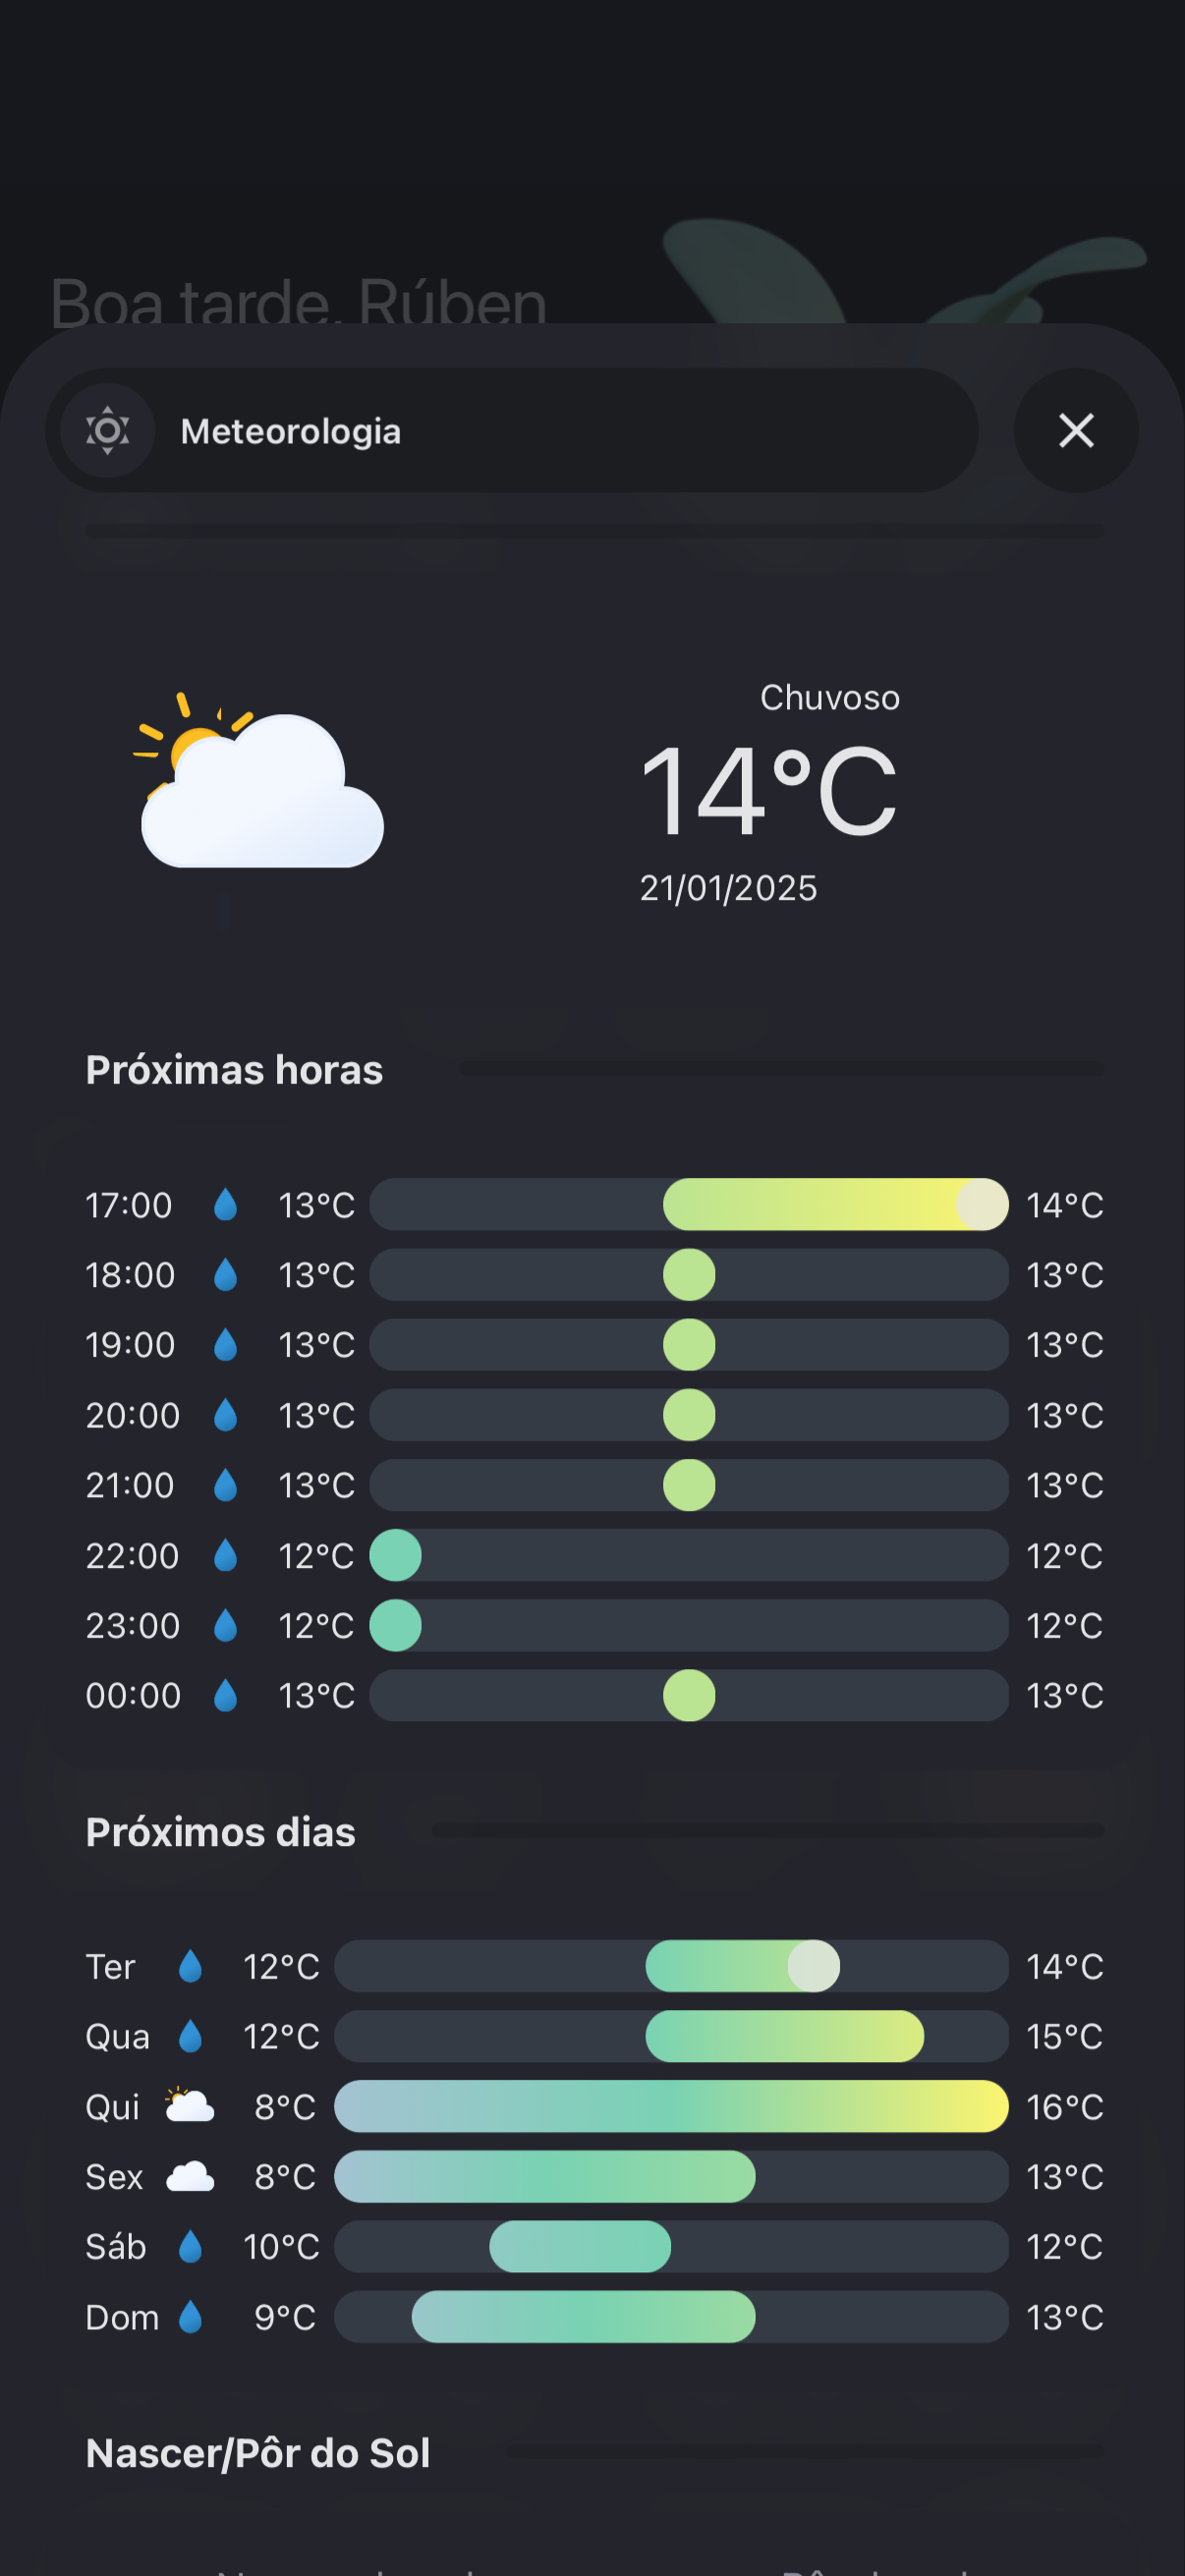 Boa tarde, Rúben
Meteorologia
Chuvoso
14°C
21/01/2025
Próximas horas
17:00 13°C 14°C
18:00 13°C 13°C
19:00 13°C 13°C
20:00 13°C 13°C
21:00 13°C 13°C
22:00 12°C 12°C
23:00 12°C 12°C
00:00 13°C 13°C
Próximos dias
Ter 12°C 14°C
Qua 12°C 15°C
Qui 8°C 16°C
Sex 8°C 13°C
Sáb 10°C 12°C
Dom 9°C 13°C
Nascer/Pôr do Sol